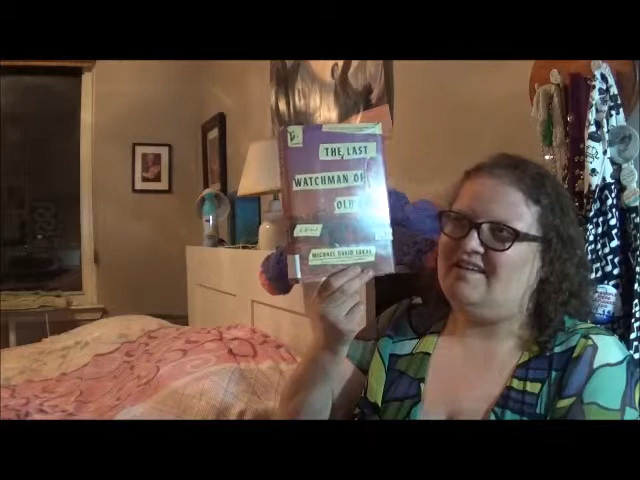 THE LAST
WATCHMAN OF
OLD
MICHAEL DAVID LUKAS